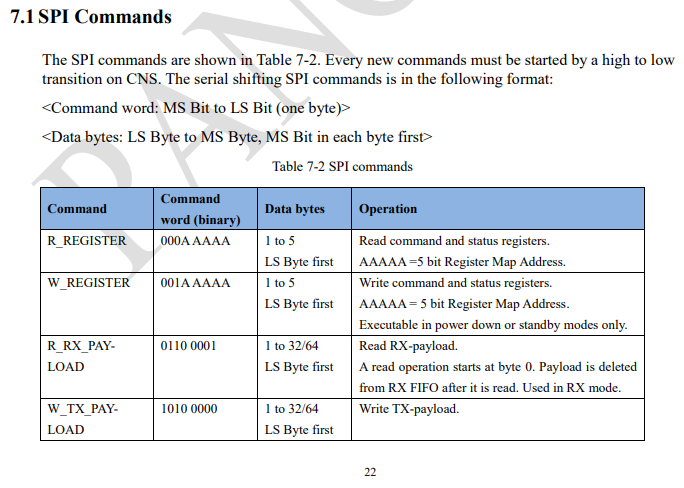 7.1 SPI Commands
The SPI commands are shown in Table 7-2. Every new commands must be started by a high to low
transition on CNS. The serial shifting SPI commands is in the following format:
<Command word: MS Bit to LS Bit (one byte)>
<Data bytes: LS Byte to MS Byte, MS Bit in each byte first>
Table 7-2 SPI commands
Command
Command
word (binary)
Data bytes
Operation
R_REGISTER
000A AAAA
1 to 5
LS Byte first
Read command and status registers.
AAAAA =5 bit Register Map Address.
W_REGISTER
001A AAAA
1 to 5
LS Byte first
Write command and status registers.
AAAAA = 5 bit Register Map Address.
Executable in power down or standby modes only.
R_RX_PAY-
LOAD
0110 0001
1 to 32/64
LS Byte first
Read RX-payload.
A read operation starts at byte 0. Payload is deleted
from RX FIFO after it is read. Used in RX mode.
W_TX_PAY-
LOAD
1010 0000
1 to 32/64
LS Byte first
Write TX-payload.
22